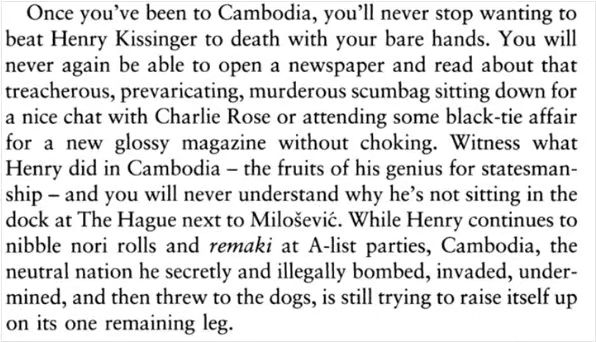 Once you’ve been to Cambodia, you’ll never stop wanting to
beat Henry Kissinger to death with your bare hands. You will
never again be able to open a newspaper and read about that
treacherous, prevaricating, murderous scumbag sitting down for
a nice chat with Charlie Rose or attending some black-tie affair
for a new glossy magazine without choking. Witness what
Henry did in Cambodia – the fruits of his genius for statesman-
ship – and you will never understand why he’s not sitting in the
dock at The Hague next to Milošević. While Henry continues to
nibble nori rolls and remaki at A-list parties, Cambodia, the
neutral nation he secretly and illegally bombed, invaded, under-
mined, and then threw to the dogs, is still trying to raise itself up
on its one remaining leg.